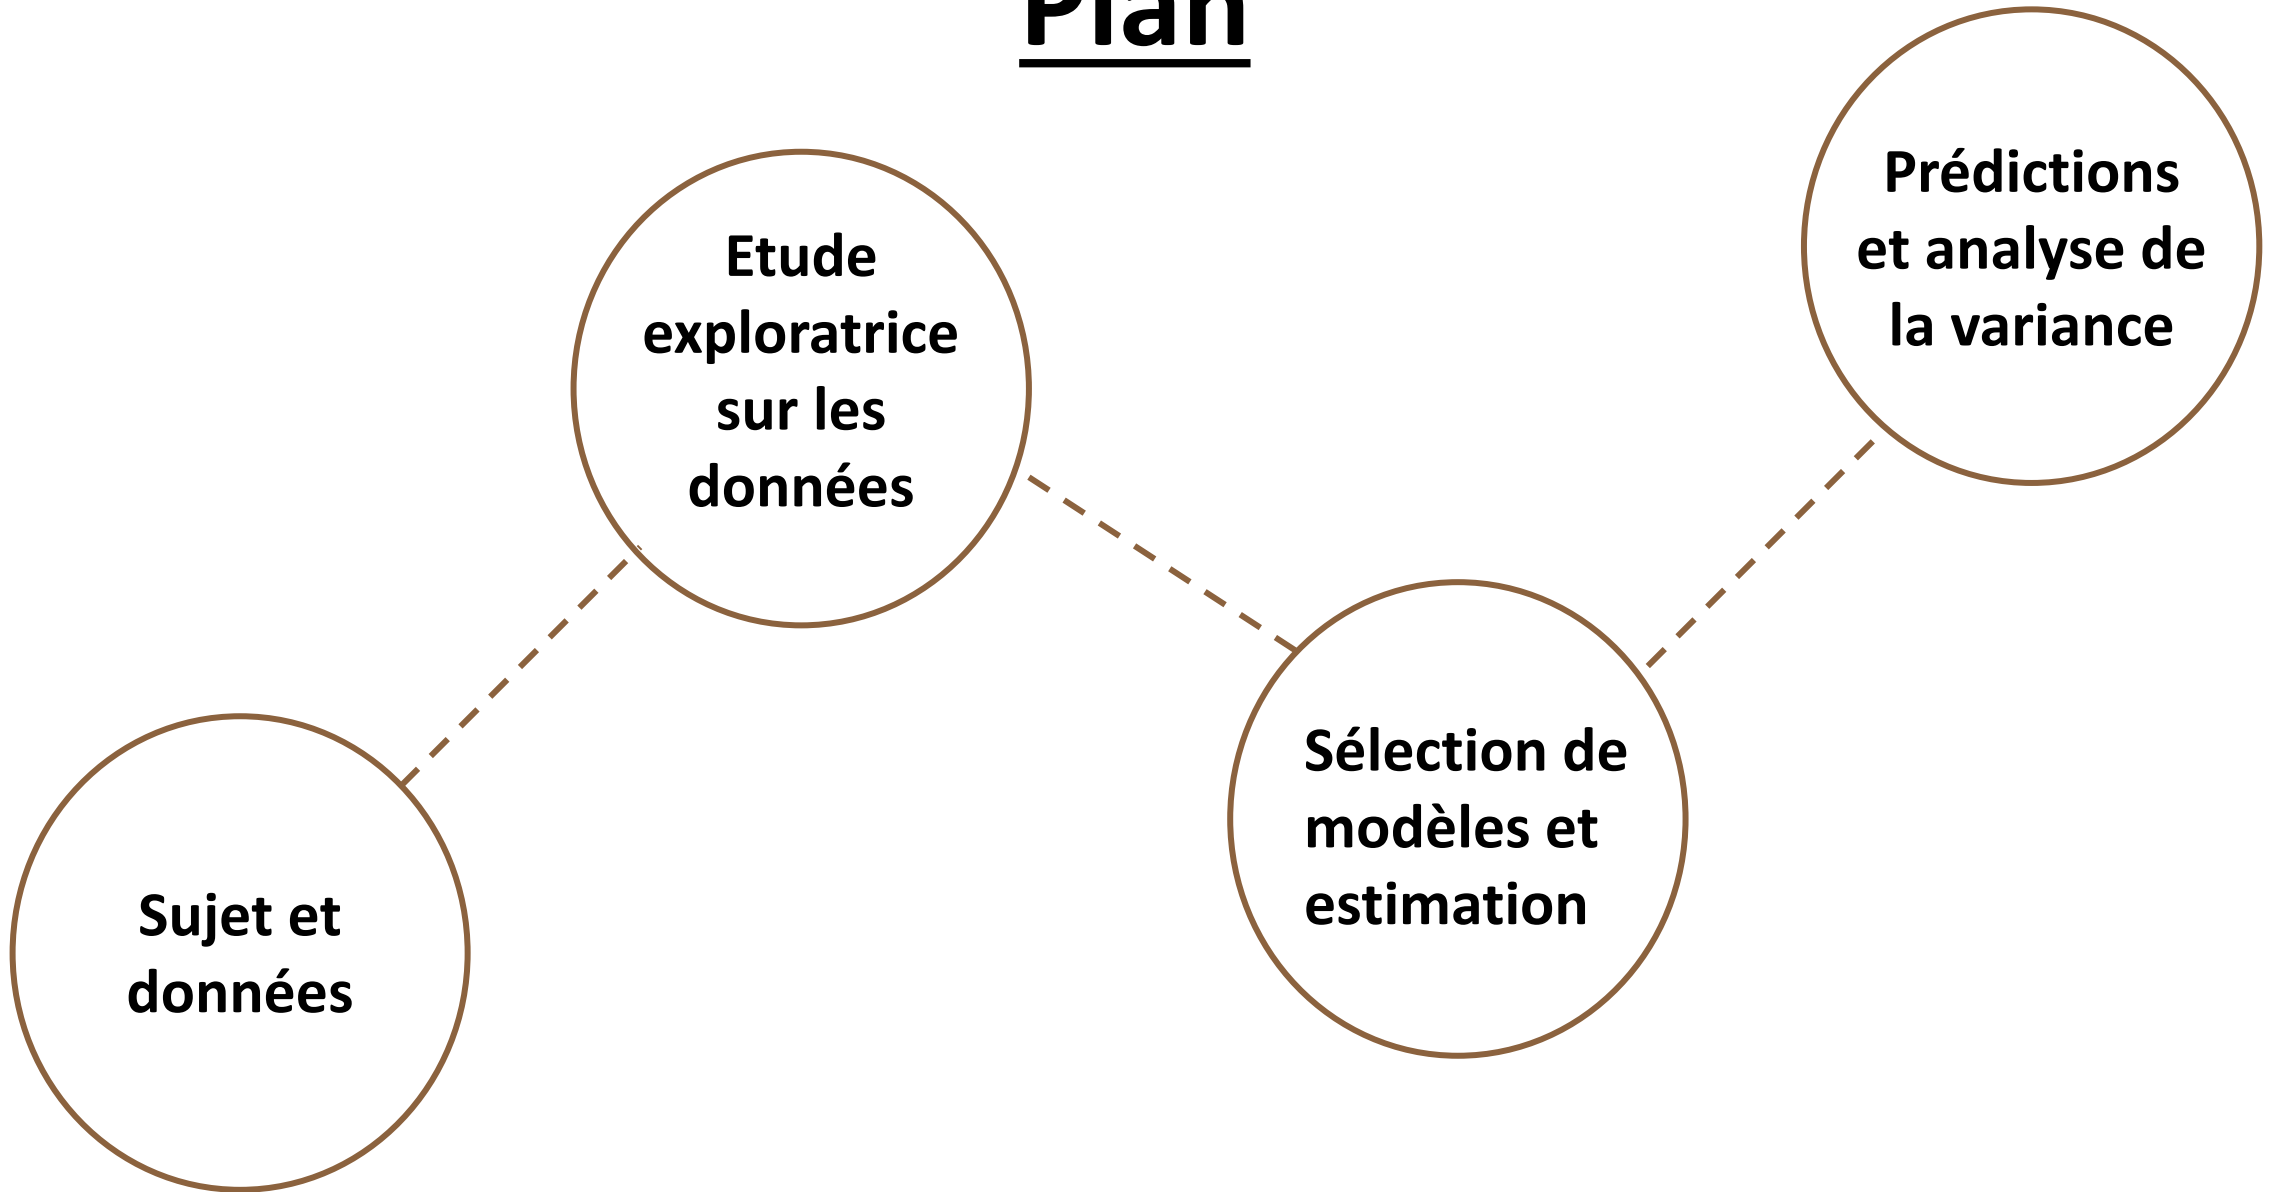 Plan
Sujet et
données
Etude
exploratrice
sur les
données
Sélection de
modèles et
estimation
Prédictions
et analyse de
la variance